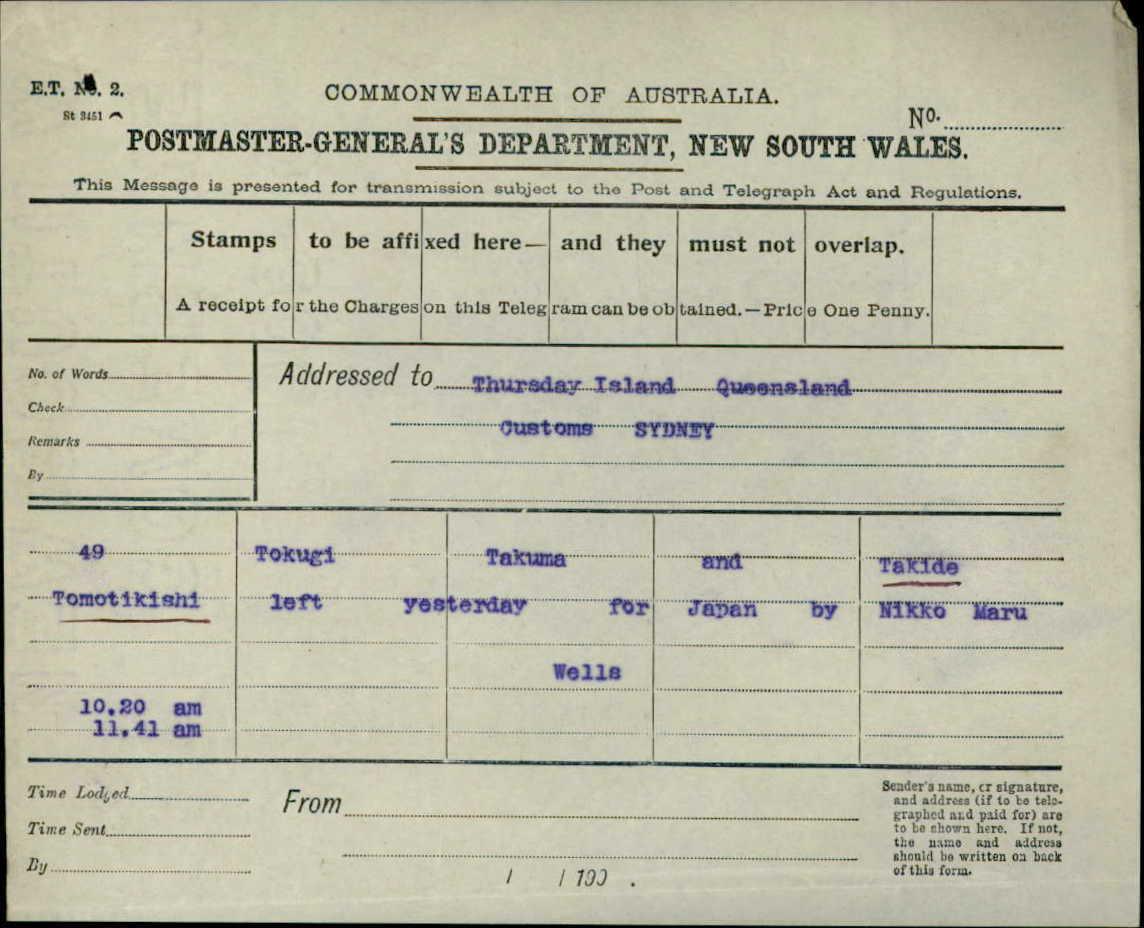 E.T. No. 2.
St 3451
COMMONWEALTH OF AUSTRALIA.
No.
POSTMASTER-GENERAL'S DEPARTMENT, NEW SOUTH WALES.
This Message is presented for transmission subject to the Post and Telegraph Act and Regulations.
Stamps to be affixed here— and they must not overlap.
A receipt for the Charges on this Telegram can be obtained.—Price One Penny.
No. of Words
Check
Remarks
By
Addressed to Thursday Island Queensland
Customs SYDNEY
49 Tokugi Takuma and Takide
Tomotikishi left yesterday for Japan by Nikko Maru
Wells
10.20 am
11.41 am
Time Lodged
Time Sent
By
From
/ / 190 .
Sender's name, or signature,
and address (if to be tele-
graphed and paid for) are
to be shown here. If not,
the name and address
should be written on back
of this form.